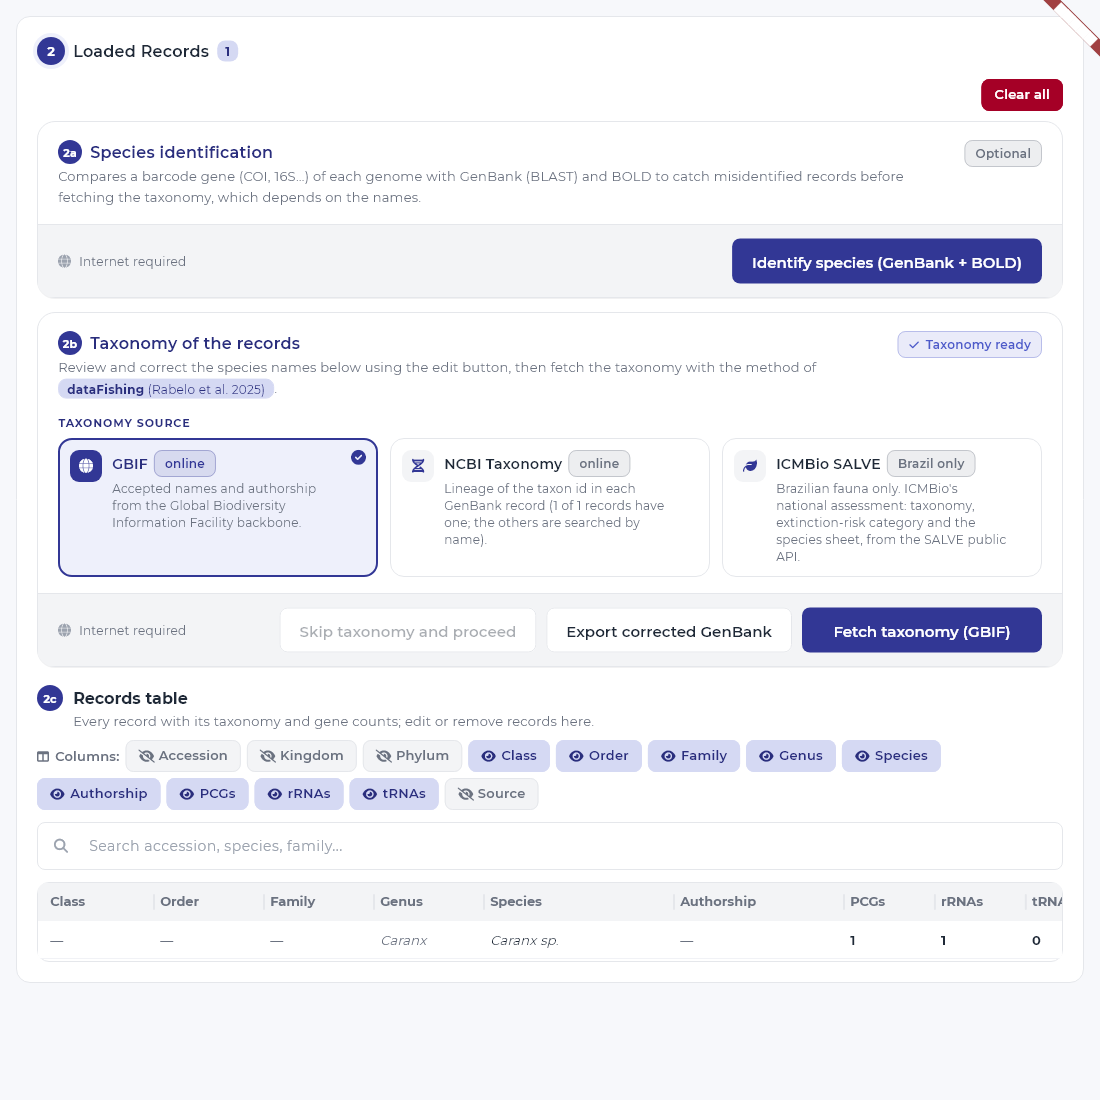 2 Loaded Records 1
Clear all
2a Species identification
Optional
Compares a barcode gene (COI, 16S…) of each genome with GenBank (BLAST) and BOLD to catch misidentified records before
fetching the taxonomy, which depends on the names.
Internet required
Identify species (GenBank + BOLD)
2b Taxonomy of the records
Taxonomy ready
Review and correct the species names below using the edit button, then fetch the taxonomy with the method of
dataFishing (Rabelo et al. 2025) .
TAXONOMY SOURCE
GBIF online
Accepted names and authorship
from the Global Biodiversity
Information Facility backbone.
NCBI Taxonomy online
Lineage of the taxon id in each
GenBank record (1 of 1 records have
one; the others are searched by
name).
ICMBio SALVE Brazil only
Brazilian fauna only. ICMBio's
national assessment: taxonomy,
extinction-risk category and the
species sheet, from the SALVE public
API.
Internet required
Skip taxonomy and proceed
Export corrected GenBank
Fetch taxonomy (GBIF)
2c Records table
Every record with its taxonomy and gene counts; edit or remove records here.
Columns: Accession Kingdom Phylum Class Order Family Genus Species
Authorship PCGs rRNAs tRNAs Source
Search accession, species, family...
Class Order Family Genus Species Authorship PCGs rRNAs tRNA
— — — Caranx Caranx sp. — 1 1 0